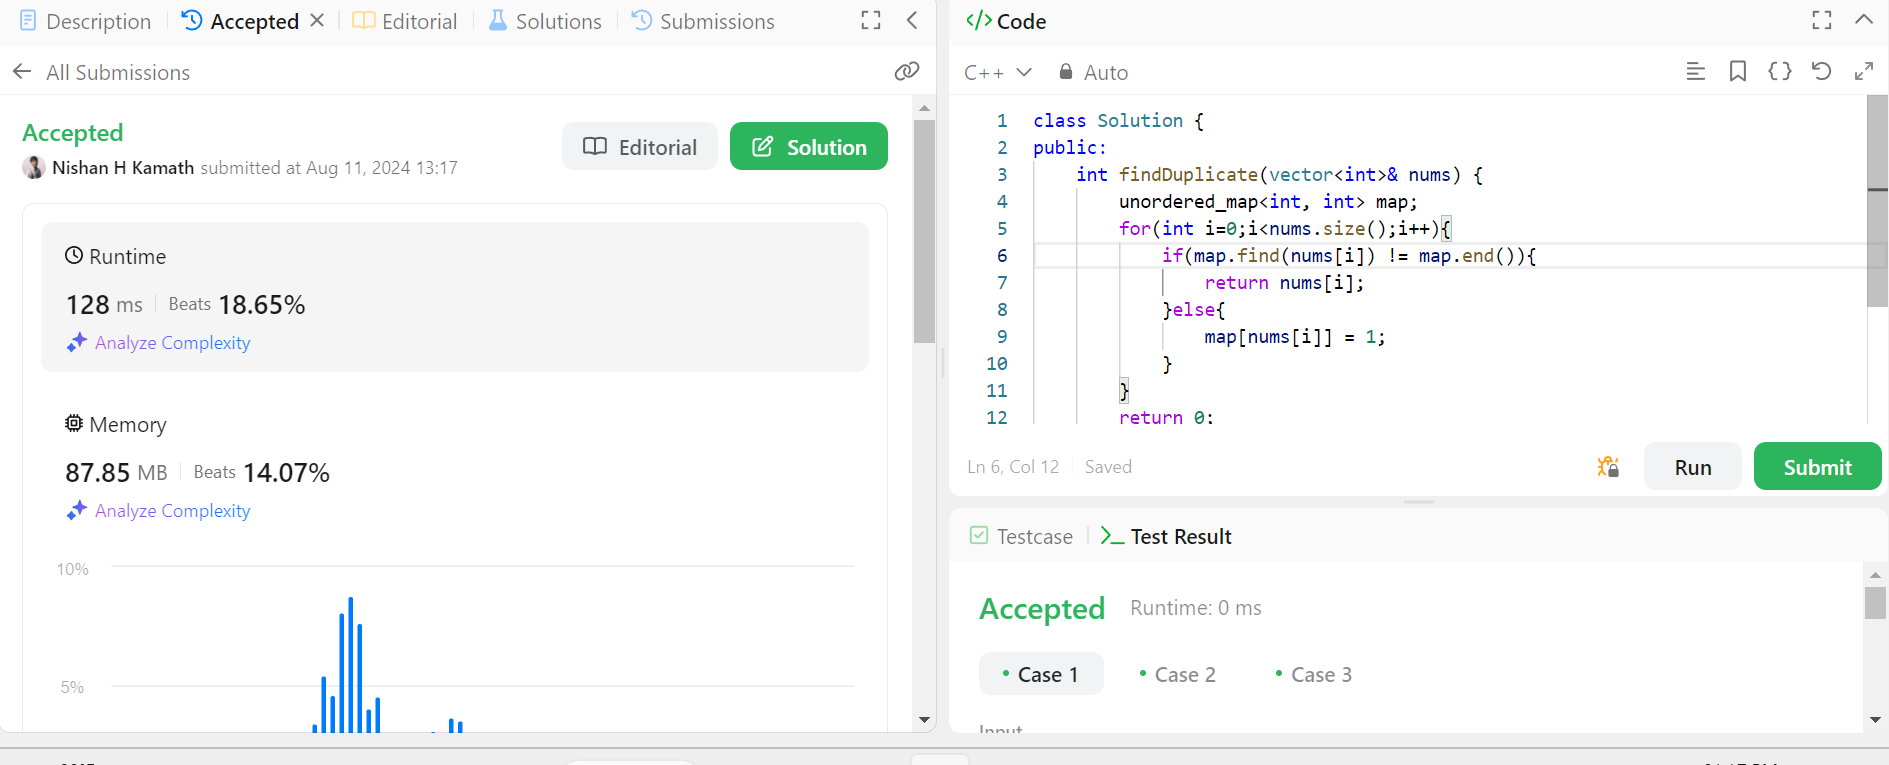 Description
Accepted
Editorial
Solutions
Submissions
All Submissions
Accepted
Nishan H Kamath submitted at Aug 11, 2024 13:17
Editorial
Solution
Runtime
128 ms Beats 18.65%
Analyze Complexity
Memory
87.85 MB Beats 14.07%
Analyze Complexity
10%
5%
</> Code
C++ Auto
1 class Solution {
2 public:
3 int findDuplicate(vector<int>& nums) {
4 unordered_map<int, int> map;
5 for(int i=0;i<nums.size();i++){
6 if(map.find(nums[i]) != map.end()){
7 return nums[i];
8 }else{
9 map[nums[i]] = 1;
10 }
11 }
12 return 0;
Ln 6, Col 12 Saved
Run
Submit
Testcase
Test Result
Accepted Runtime: 0 ms
Case 1
Case 2
Case 3
Input